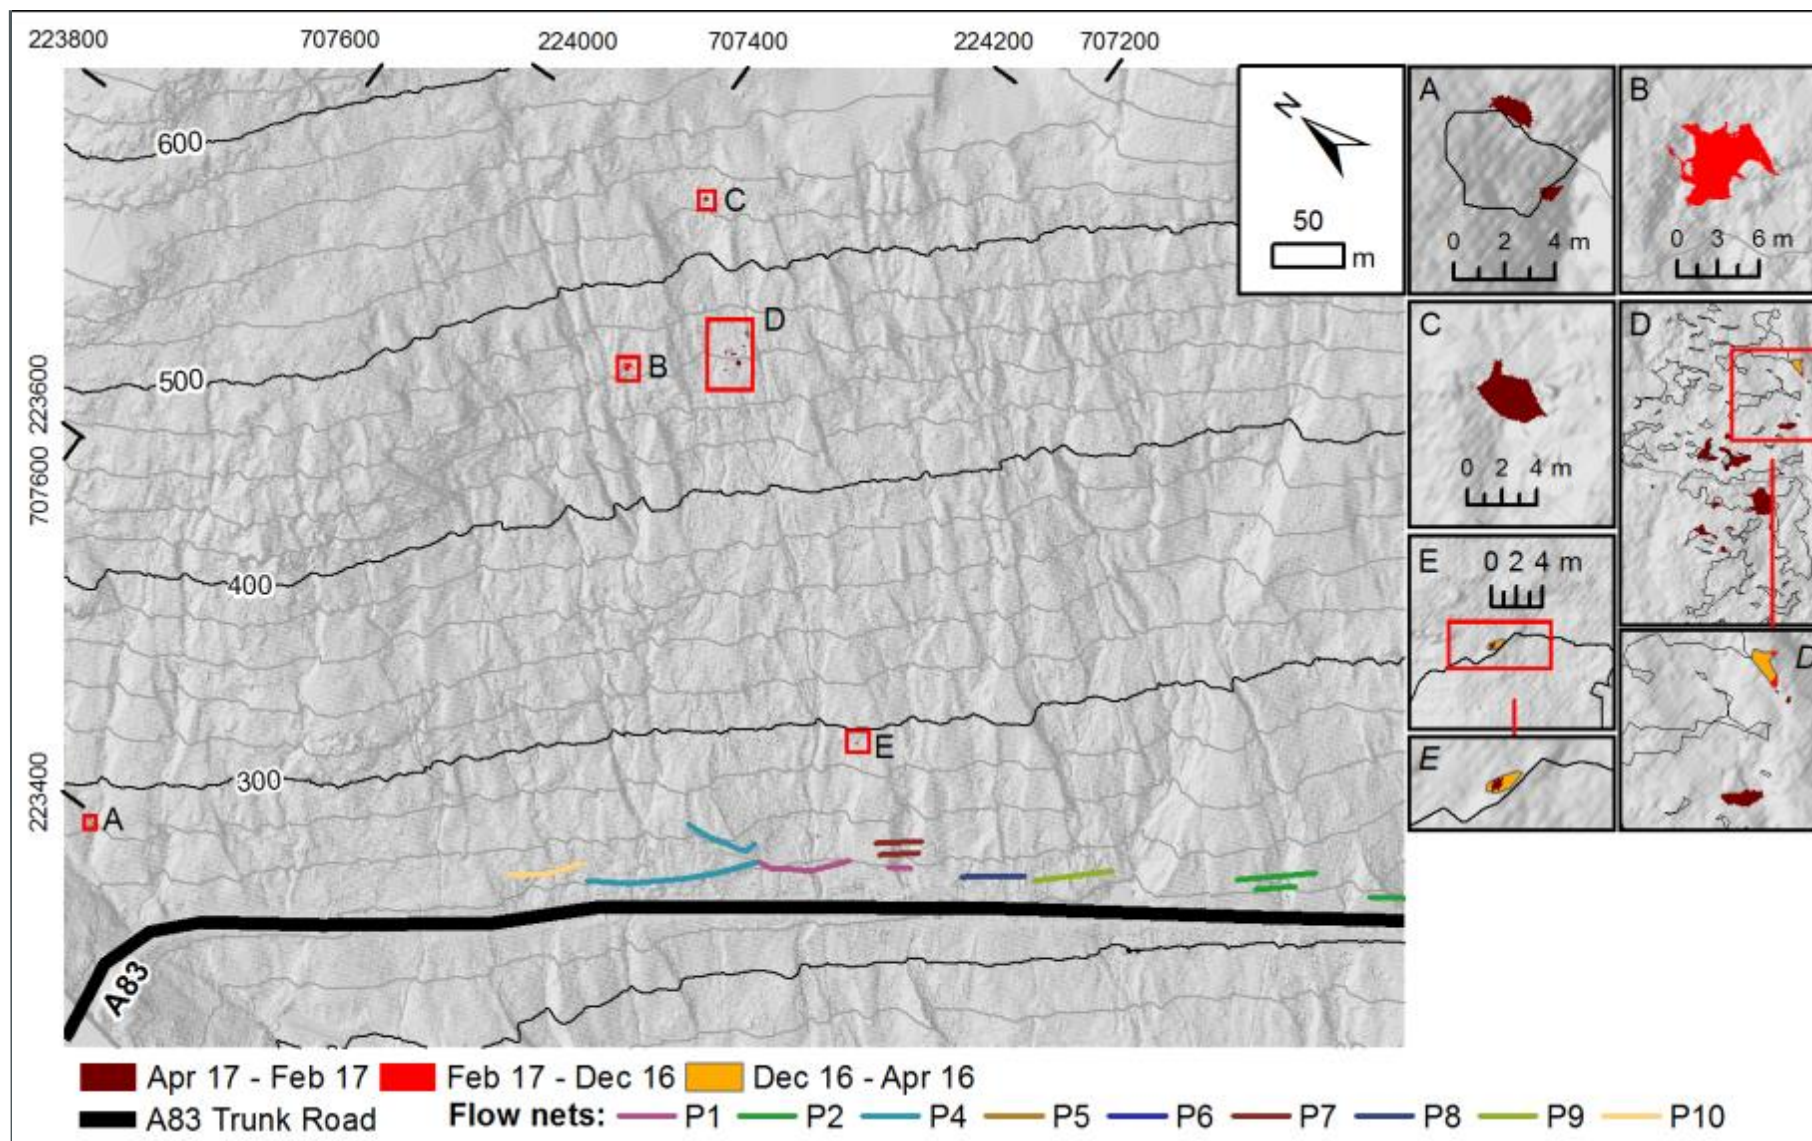 223800 707600 224000 707400 224200 707200
600
500
400
300
223600
707600
223400
A
B
C
D
E
A83
N
50
m
A
0 2 4 m
B
0 3 6 m
C
0 2 4 m
D
E
0 2 4 m
E
D
Apr 17 - Feb 17 Feb 17 - Dec 16 Dec 16 - Apr 16
A83 Trunk Road Flow nets: P1 P2 P4 P5 P6 P7 P8 P9 P10